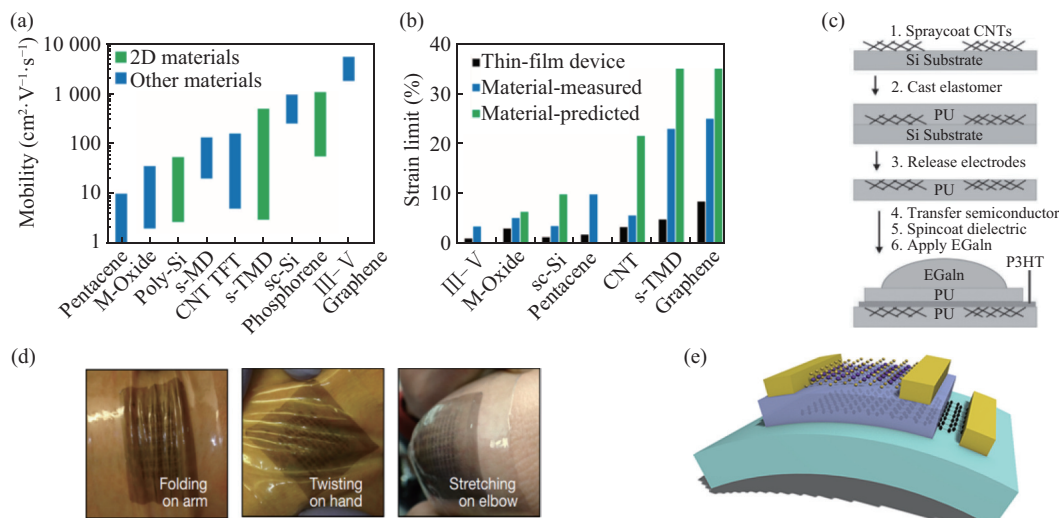 (a)
Mobility (cm²· V⁻¹·s⁻¹)
10 000
1 000
100
10
1
2D materials
Other materials
Pentacene
M-Oxide
Poly-Si
s-MD
CNT TFT
s-TMD
sc-Si
Phosphorene
III– V
Graphene
(b)
Strain limit (%)
40
30
20
10
0
Thin-film device
Material-measured
Material-predicted
III– V
M-Oxide
sc-Si
Pentacene
CNT
s-TMD
Graphene
(c)
1. Spraycoat CNTs
Si Substrate
2. Cast elastomer
PU
Si Substrate
3. Release electrodes
PU
4. Transfer semiconductor
5. Spincoat dielectric
6. Apply EGaln
P3HT
EGaln
PU
PU
(d)
Folding
on arm
Twisting
on hand
Stretching
on elbow
(e)